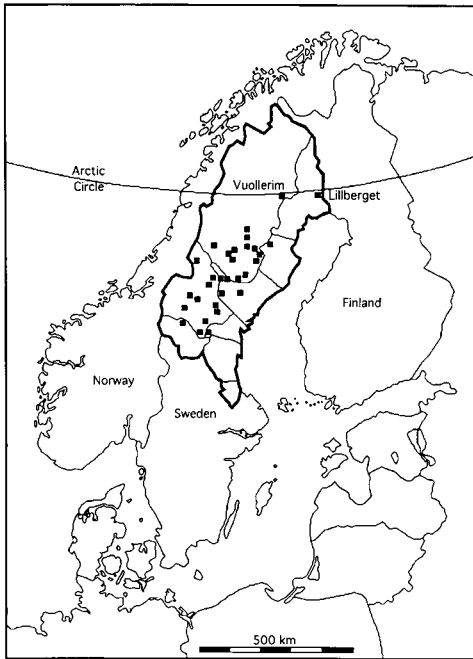 Arctic
Circle
Vuollerim
Lillberget
Finland
Norway
Sweden
500 km